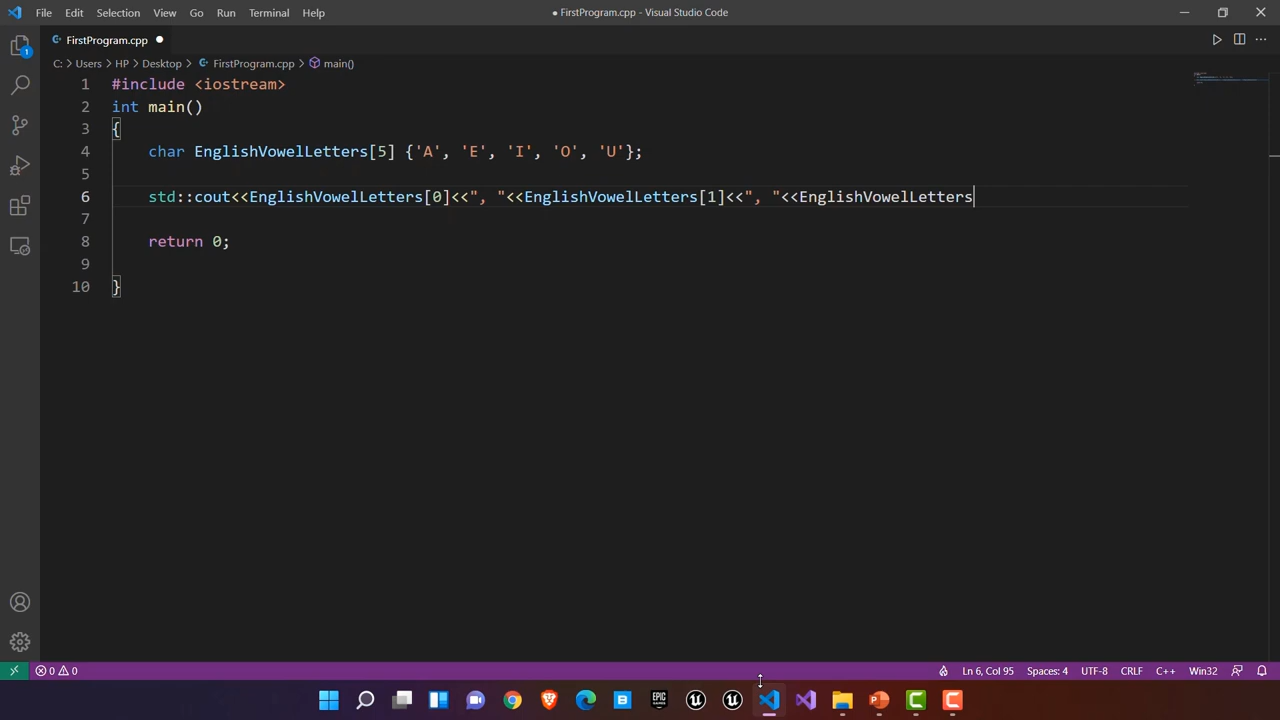 File Edit Selection View Go Run Terminal Help
● FirstProgram.cpp - Visual Studio Code
FirstProgram.cpp ●
C: > Users > HP > Desktop > FirstProgram.cpp > main()
1 #include <iostream>
2 int main()
3 {
4 char EnglishVowelLetters[5] {'A', 'E', 'I', 'O', 'U'};
5
6 std::cout<<EnglishVowelLetters[0]<<", "<<EnglishVowelLetters[1]<<", "<<EnglishVowelLetters
7
8 return 0;
9
10 }
1
0 0
Ln 6, Col 95 Spaces: 4 UTF-8 CRLF C++ Win32
EPIC GAMES